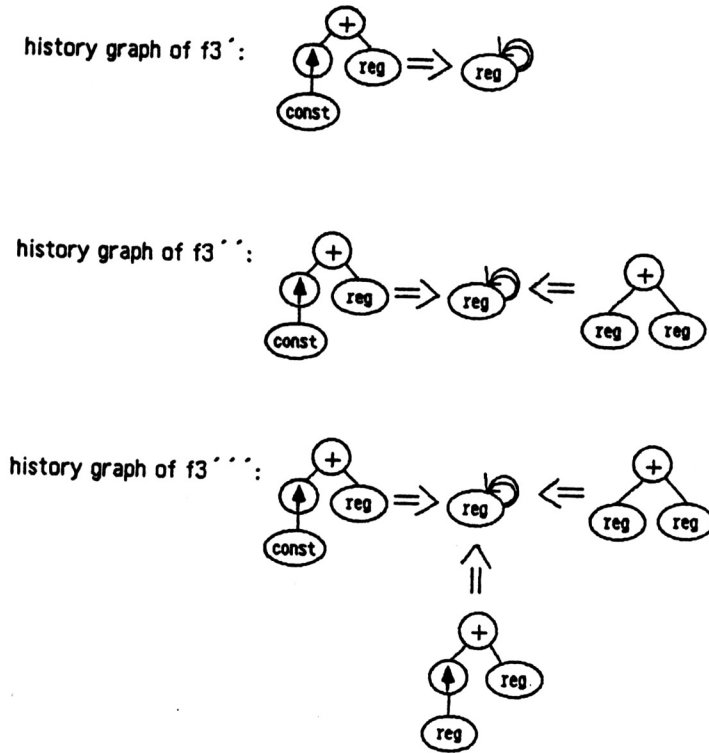 history graph of f3´:
+
reg
const
reg
history graph of f3´´:
+
reg
const
reg
+
reg reg
history graph of f3´´´:
+
reg
const
reg
+
reg reg
+
reg
reg